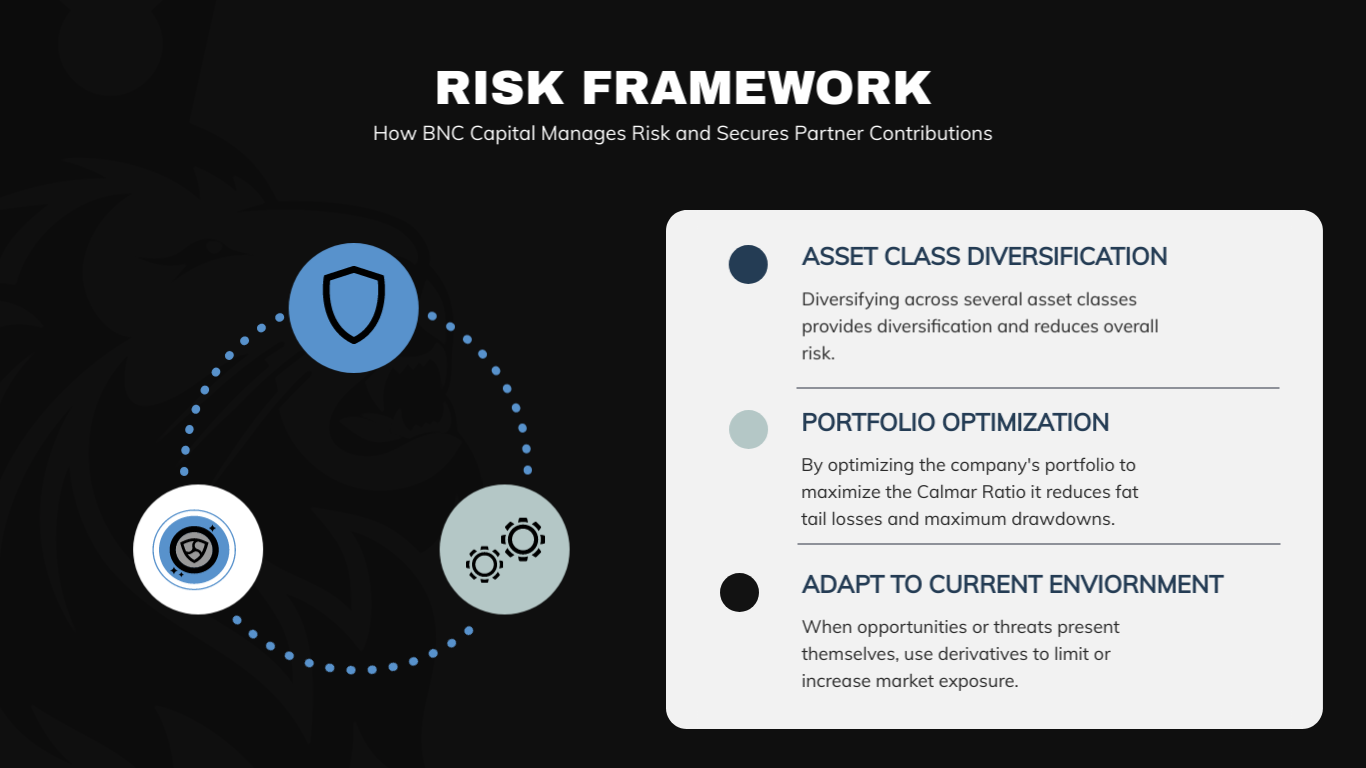 RISK FRAMEWORK
How BNC Capital Manages Risk and Secures Partner Contributions
ASSET CLASS DIVERSIFICATION
Diversifying across several asset classes
provides diversification and reduces overall
risk.
PORTFOLIO OPTIMIZATION
By optimizing the company's portfolio to
maximize the Calmar Ratio it reduces fat
tail losses and maximum drawdowns.
ADAPT TO CURRENT ENVIORNMENT
When opportunities or threats present
themselves, use derivatives to limit or
increase market exposure.